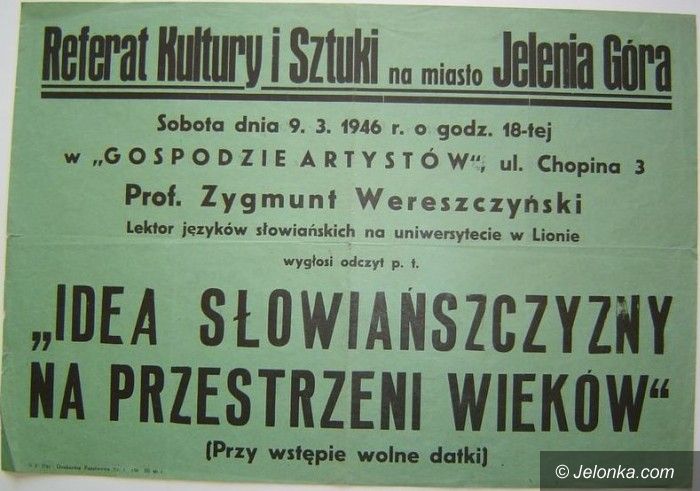 Referat Kultury i Sztuki na miasto Jelenia Góra
Sobota dnia 9. 3. 1946 r. o godz. 18-tej
w „GOSPODZIE ARTYSTÓW”, ul. Chopina 3
Prof. Zygmunt Wereszczyński
Lektor języków słowiańskich na uniwersytecie w Lionie
wygłosi odczyt p. t.
„IDEA SŁOWIAŃSZCZYZNY
NA PRZESTRZENI WIEKÓW“
(Przy wstępie wolne datki)
© Jelonka.com